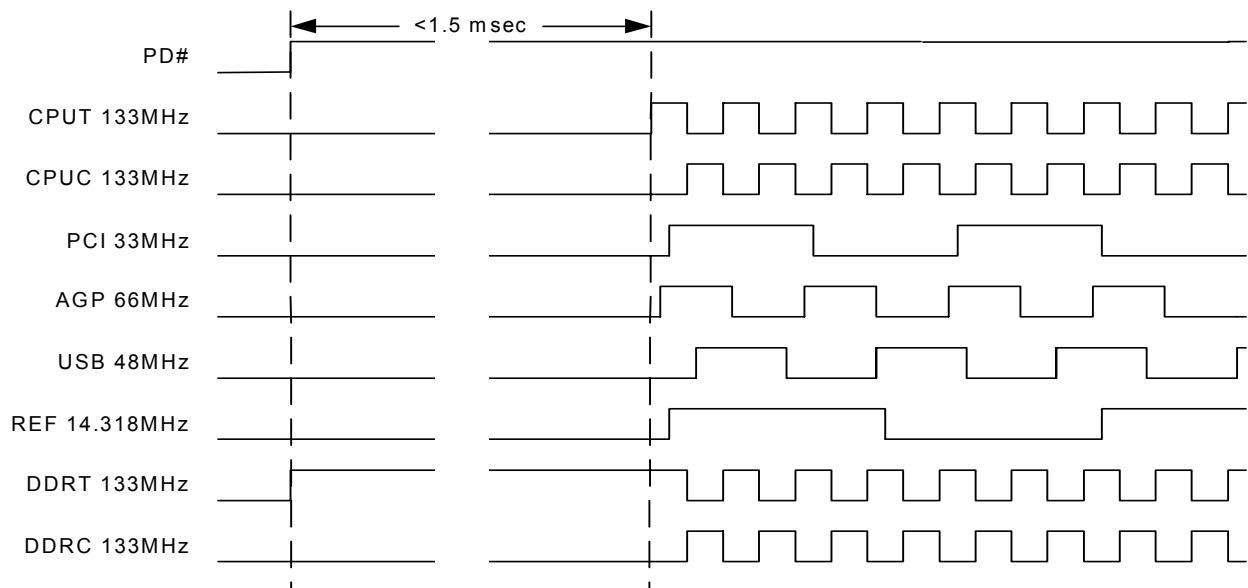 <1.5 msec
PD#
CPUT 133MHz
CPUC 133MHz
PCI 33MHz
AGP 66MHz
USB 48MHz
REF 14.318MHz
DDRT 133MHz
DDRC 133MHz